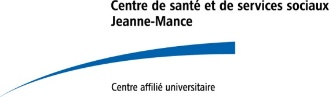 Centre de santé et de services sociaux
Jeanne-Mance
Centre affilié universitaire